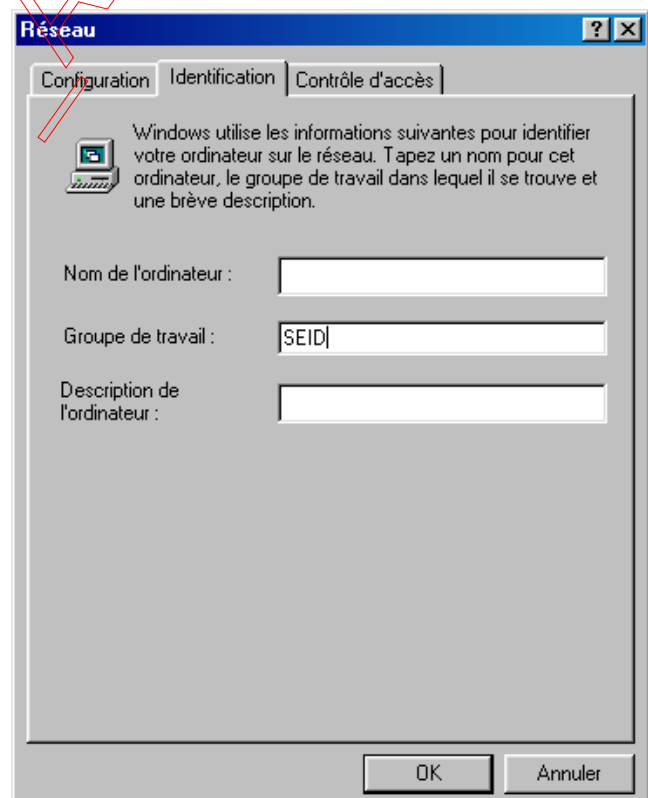 Réseau
Configuration Identification Contrôle d'accès
Windows utilise les informations suivantes pour identifier
votre ordinateur sur le réseau. Tapez un nom pour cet
ordinateur, le groupe de travail dans lequel il se trouve et
une brève description.
Nom de l'ordinateur :
Groupe de travail : SEID
Description de
l'ordinateur :
OK Annuler